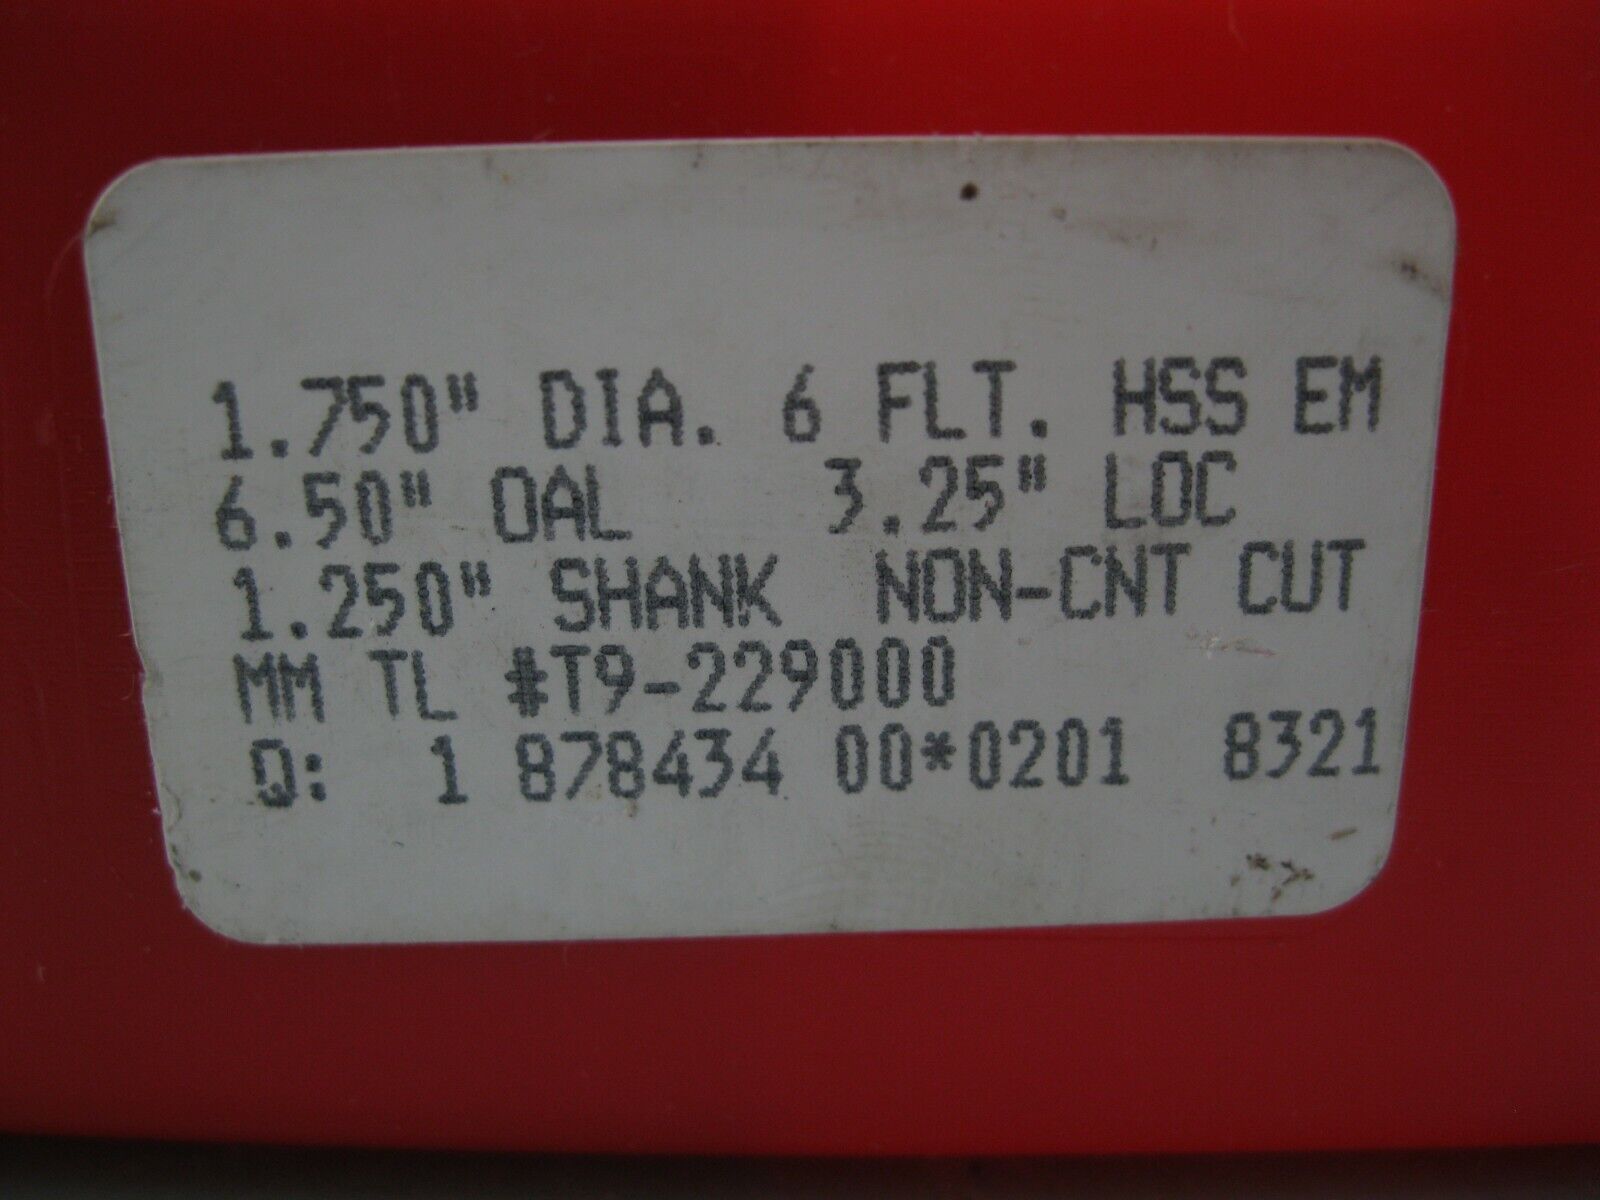 1.750" DIA. 6 FLT. HSS EM
6.50" OAL 3.25" LOC
1.250" SHANK NON-CNT CUT
MM TL #T9-229000
Q: 1 878434 00*0201 8321